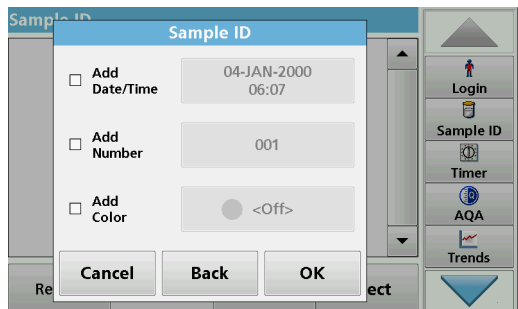 Sample ID
Sample ID
Add
Date/Time
04-JAN-2000
06:07
Add
Number
001
Add
Color
<Off>
Cancel
Back
OK
Login
Sample ID
Timer
AQA
Trends